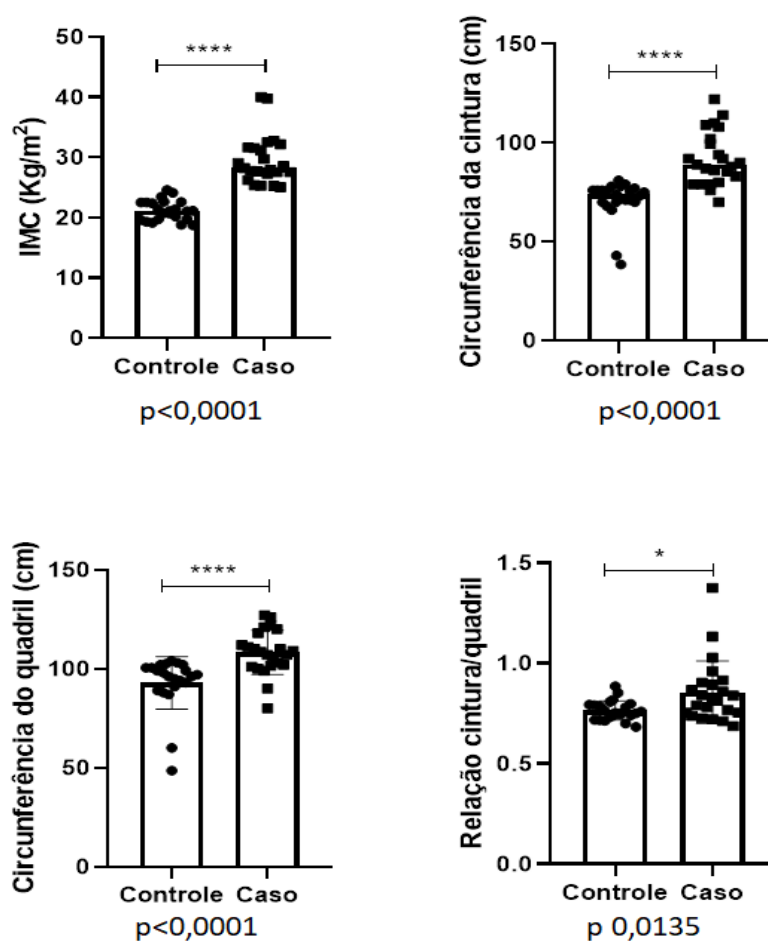 IMC (Kg/m²)
50
40
30
20
10
0
****
Controle Caso
p<0,0001
Circunferência da cintura (cm)
150
100
50
0
****
Controle Caso
p<0,0001
Circunferência do quadril (cm)
150
100
50
0
****
Controle Caso
p<0,0001
Relação cintura/quadril
1.5
1.0
0.5
0.0
*
Controle Caso
p 0,0135